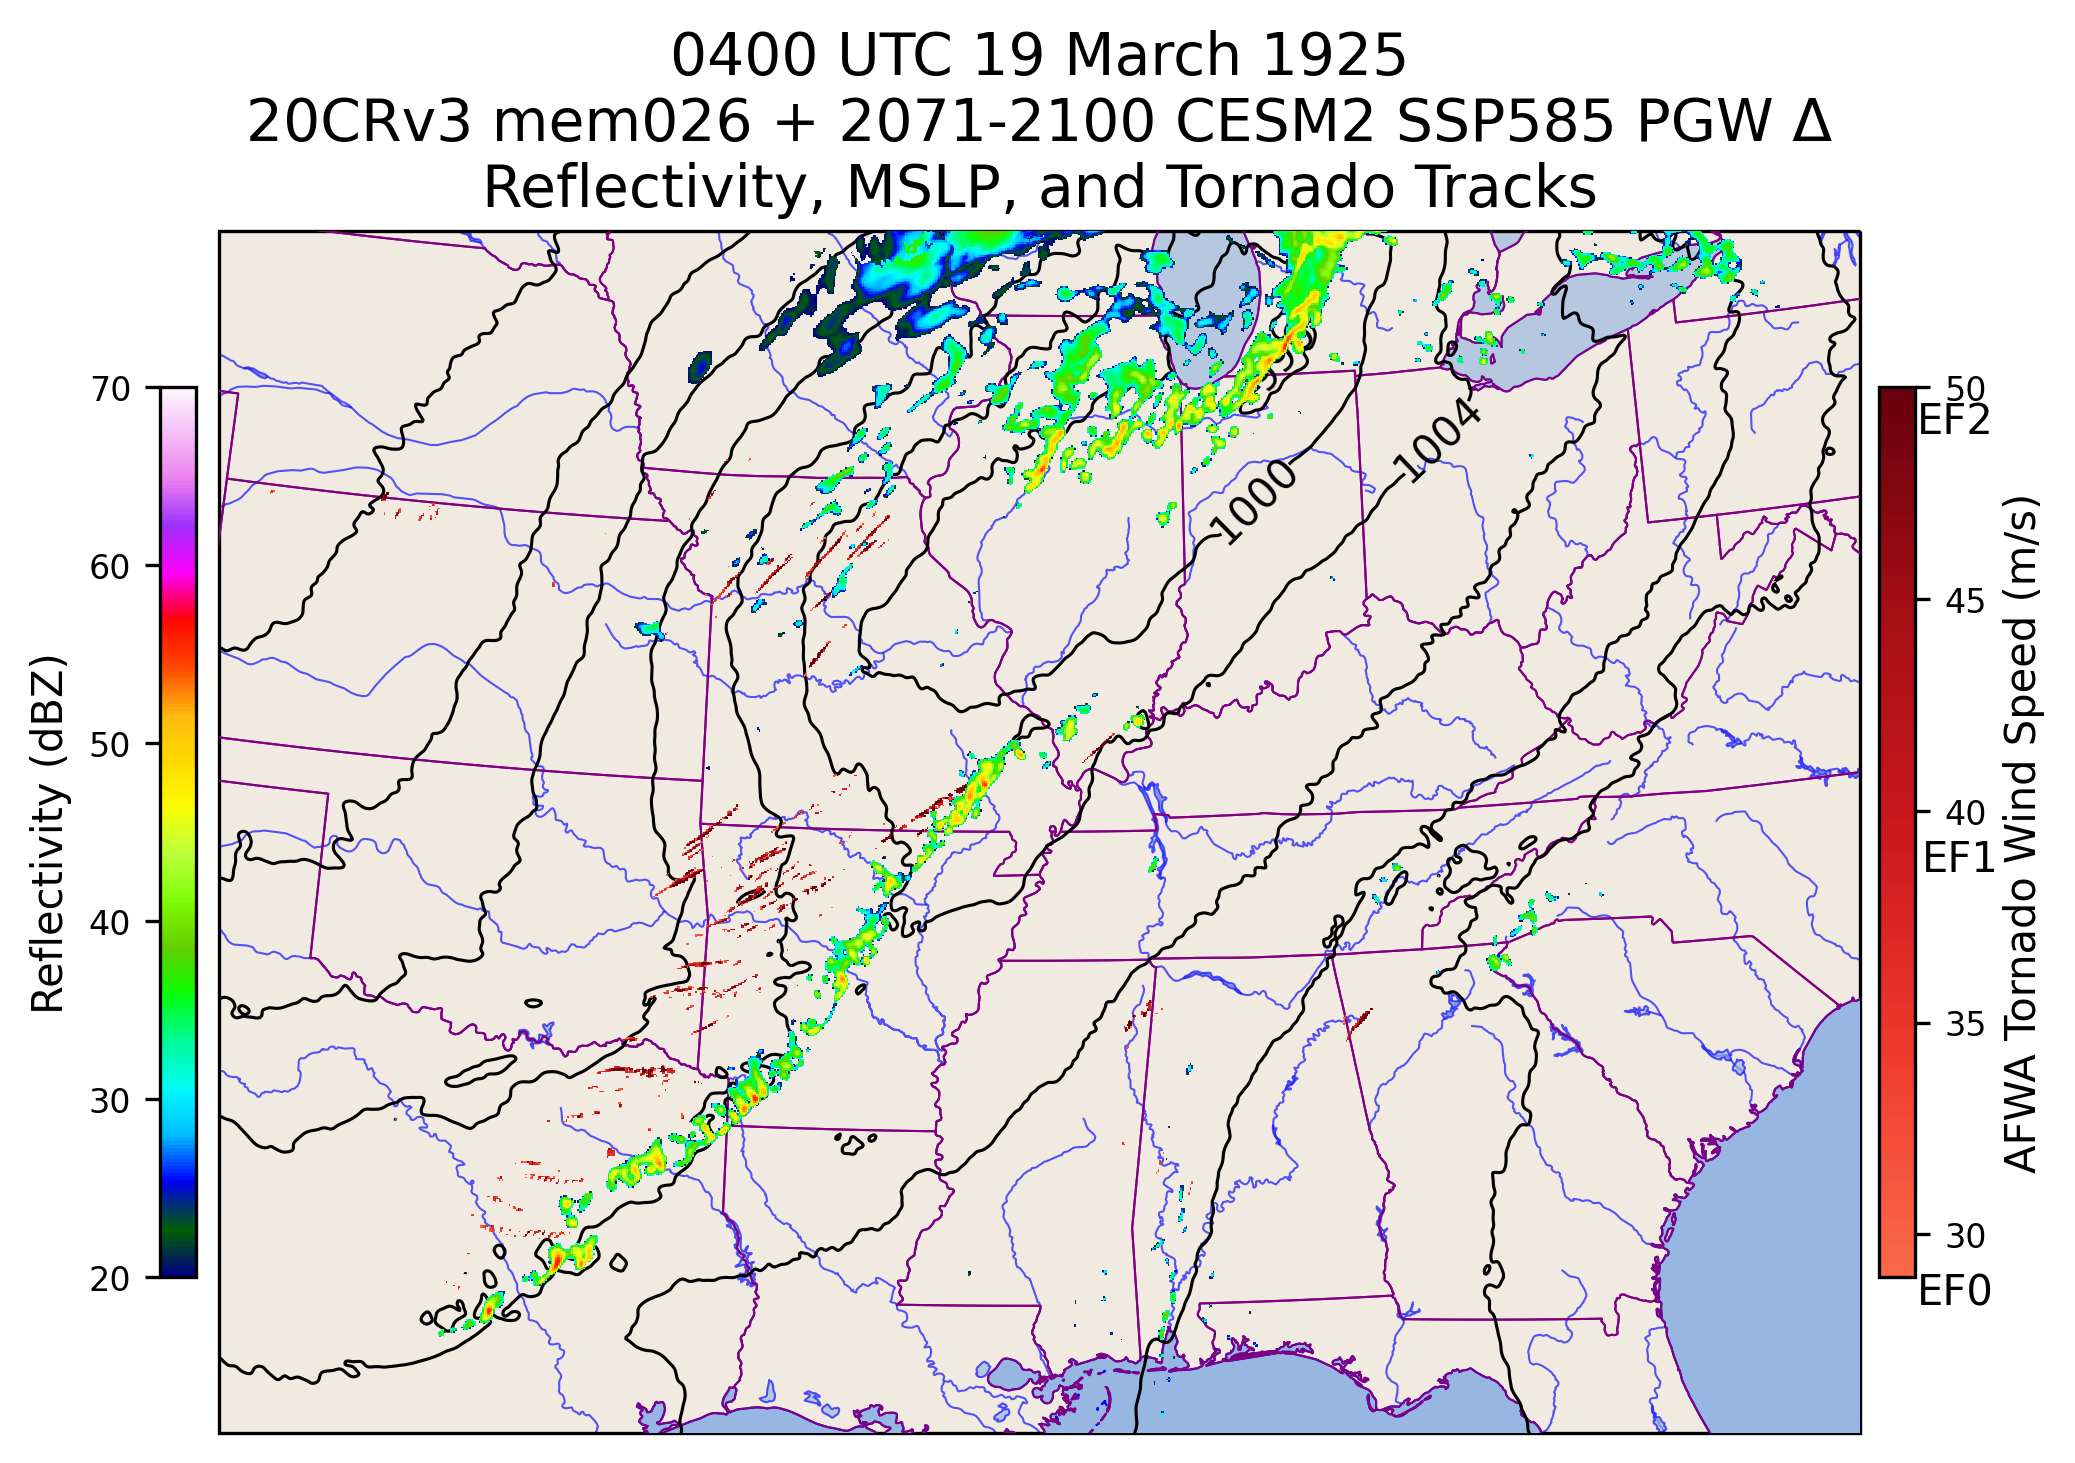 0400 UTC 19 March 1925
20CRv3 mem026 + 2071-2100 CESM2 SSP585 PGW Δ
Reflectivity, MSLP, and Tornado Tracks
Reflectivity (dBZ)
70
60
50
40
30
20
1000
1004
50
EF2
45
40
EF1
35
30
EF0
AFWA Tornado Wind Speed (m/s)